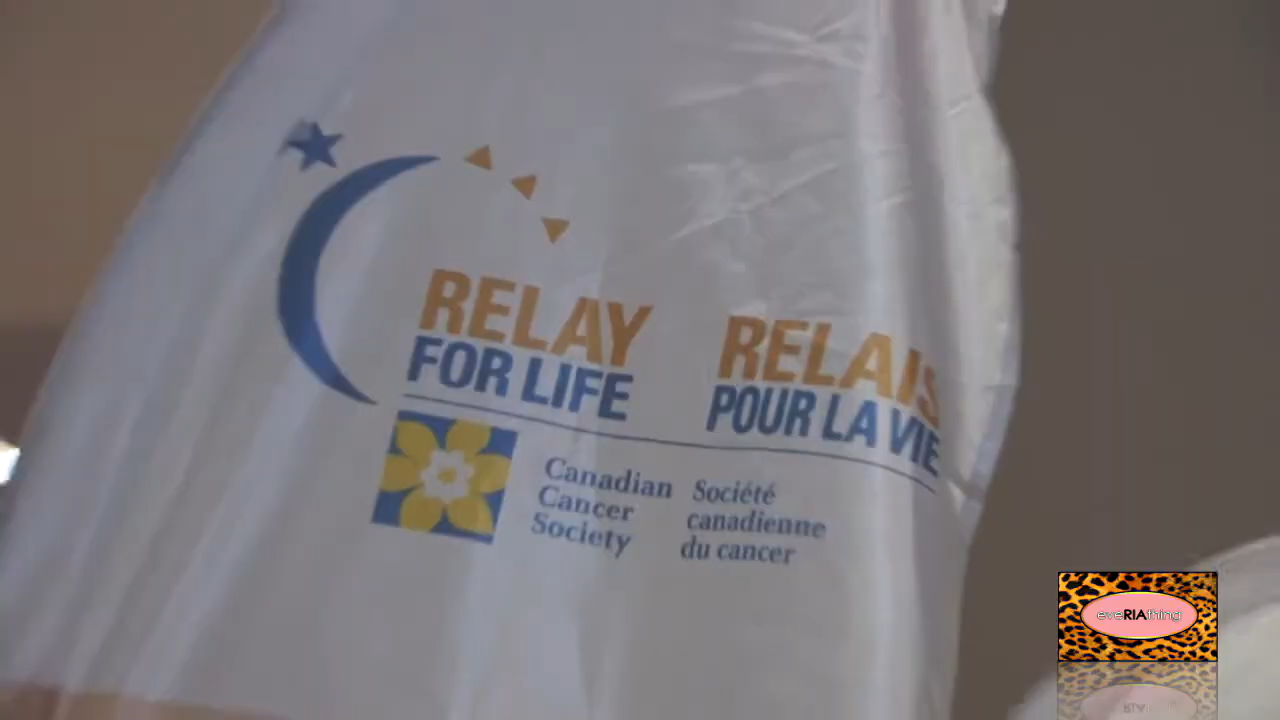 RELAY
FOR LIFE
RELAIS
POUR LA VIE
Canadian
Cancer
Society
Société
canadienne
du cancer
eveRIAthing